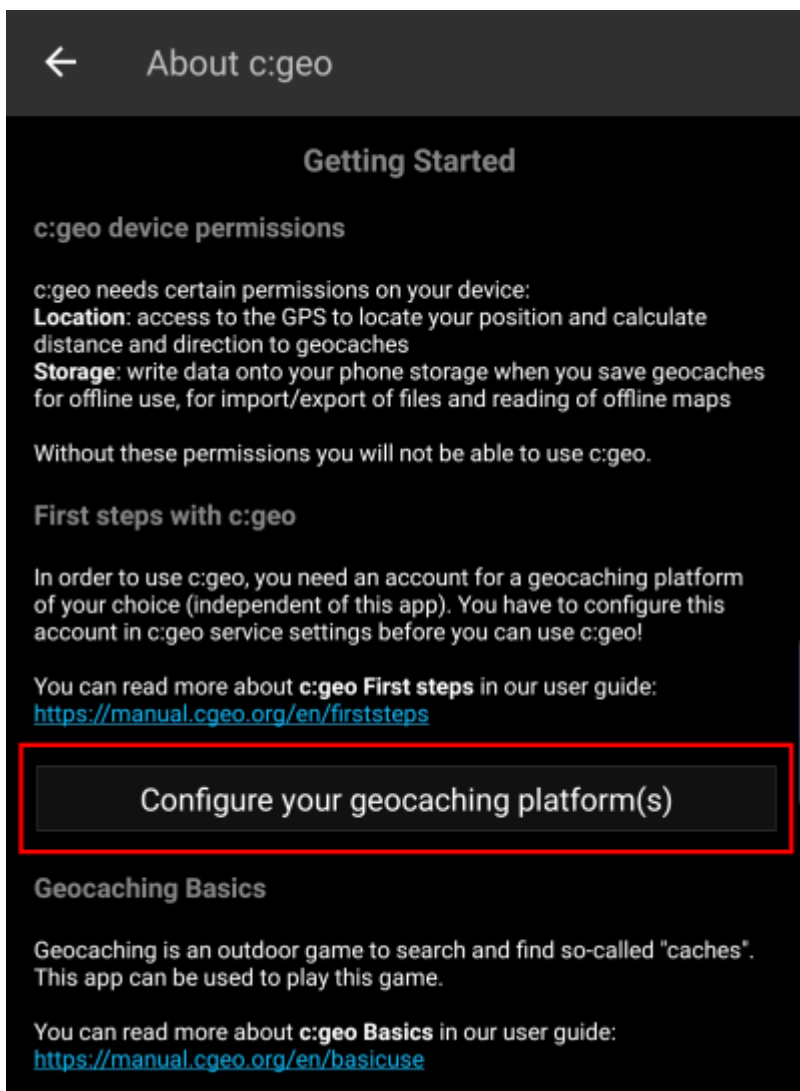 About c:geo
Getting Started
c:geo device permissions
c:geo needs certain permissions on your device:
Location: access to the GPS to locate your position and calculate
distance and direction to geocaches
Storage: write data onto your phone storage when you save geocaches
for offline use, for import/export of files and reading of offline maps
Without these permissions you will not be able to use c:geo.
First steps with c:geo
In order to use c:geo, you need an account for a geocaching platform
of your choice (independent of this app). You have to configure this
account in c:geo service settings before you can use c:geo!
You can read more about c:geo First steps in our user guide:
https://manual.cgeo.org/en/firststeps
Configure your geocaching platform(s)
Geocaching Basics
Geocaching is an outdoor game to search and find so-called "caches".
This app can be used to play this game.
You can read more about c:geo Basics in our user guide:
https://manual.cgeo.org/en/basicuse